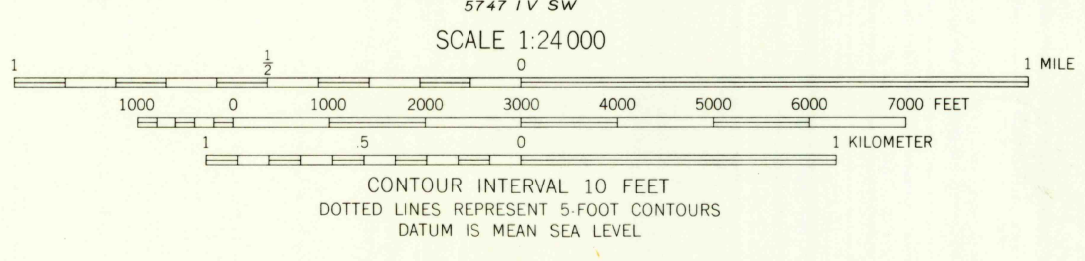 5747 IV SW
SCALE 1:24 000
1 1/2 0 1 MILE
1000 0 1000 2000 3000 4000 5000 6000 7000 FEET
1 .5 0 1 KILOMETER
CONTOUR INTERVAL 10 FEET
DOTTED LINES REPRESENT 5-FOOT CONTOURS
DATUM IS MEAN SEA LEVEL